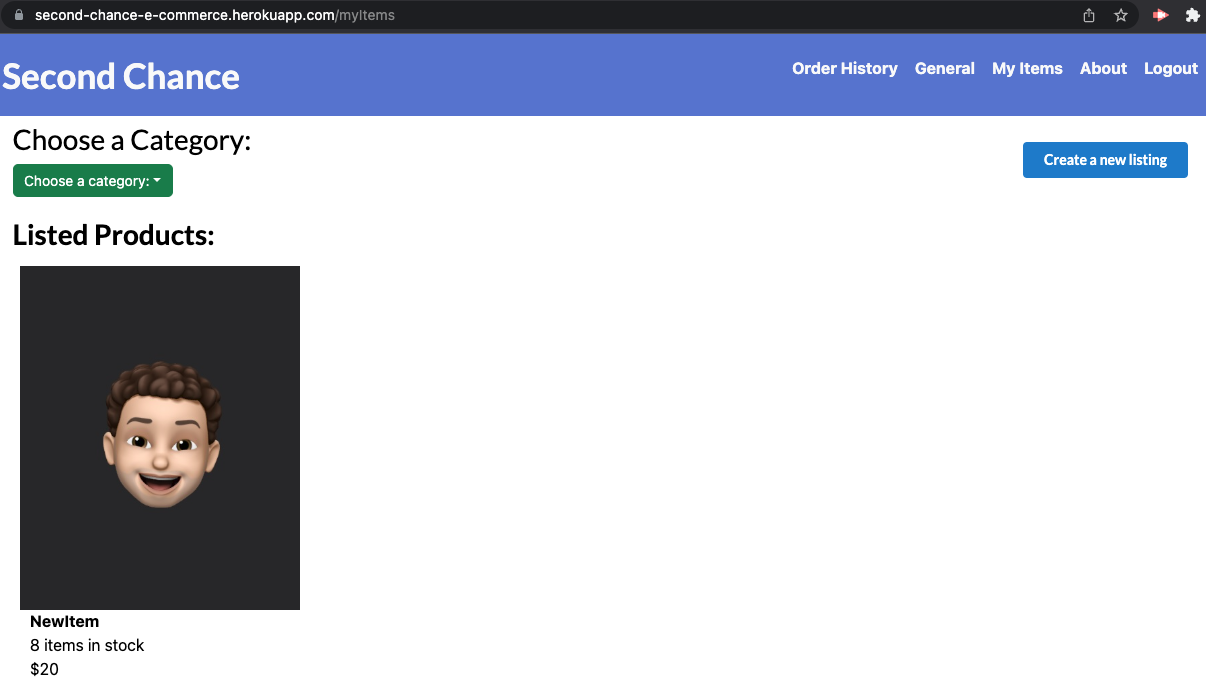 second-chance-e-commerce.herokuapp.com/myItems
Second Chance
Order History General My Items About Logout
Choose a Category:
Create a new listing
Choose a category:
Listed Products:
NewItem
8 items in stock
$20